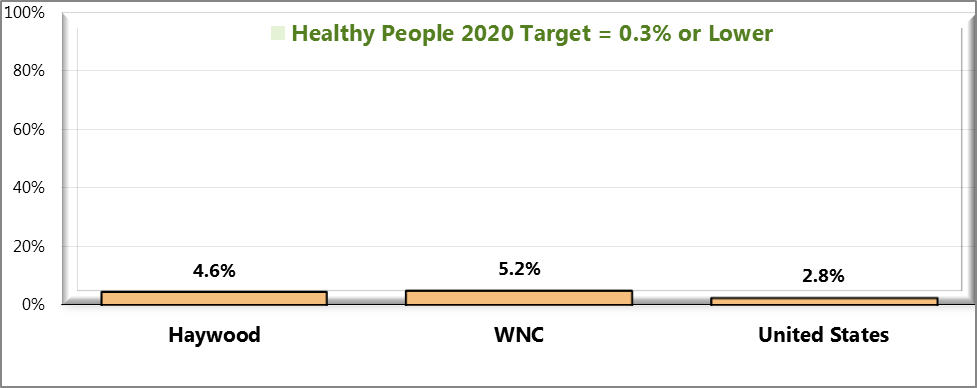 100%
Healthy People 2020 Target = 0.3% or Lower
80%
60%
40%
20%
4.6% 5.2% 2.8%
0%
Haywood WNC United States